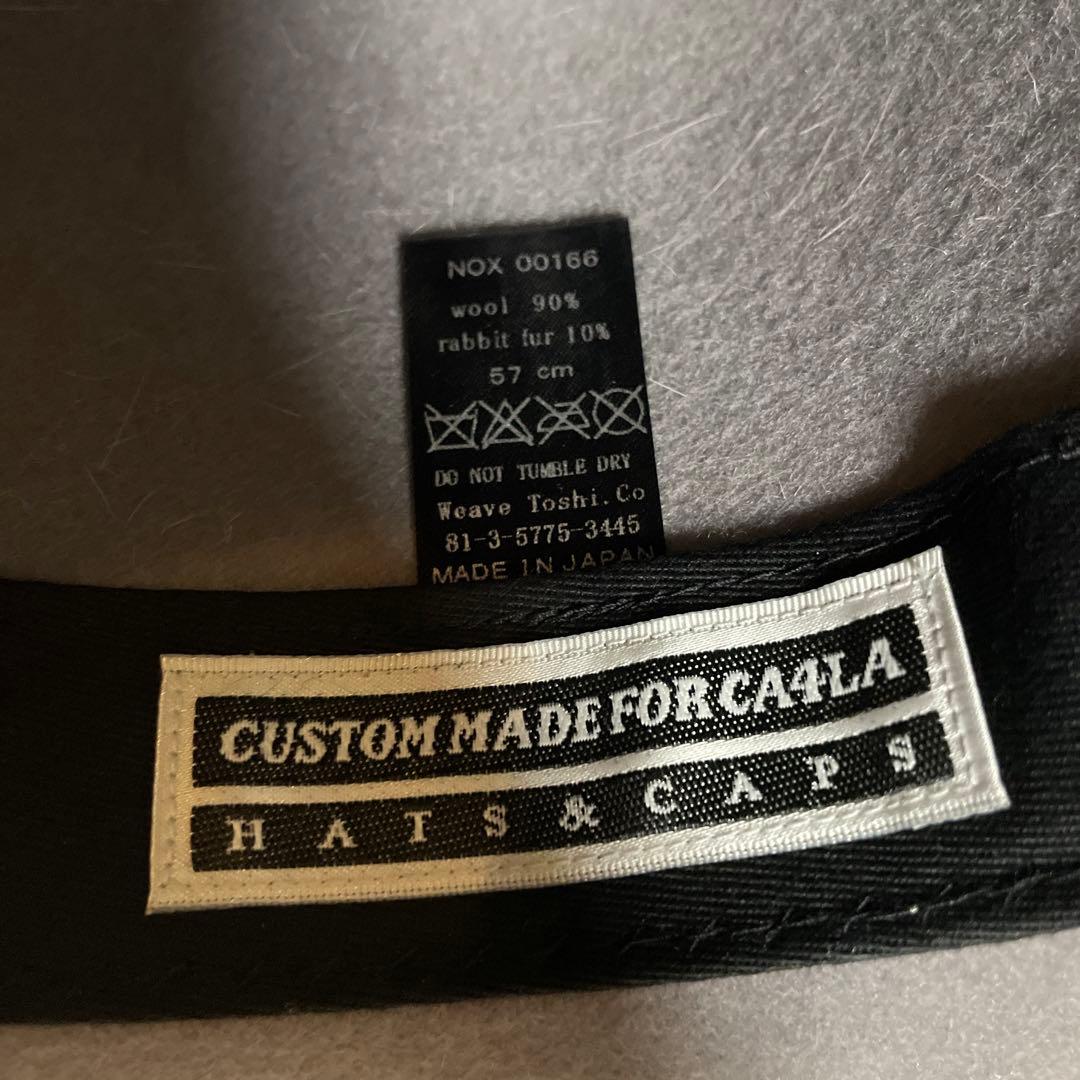 NOX 00166
wool 90%
rabbit fur 10%
57 cm
DO NOT TUMBLE DRY
Weave Toshi.Co
81-3-5775-3445
MADE IN JAPAN
CUSTOM MADE FOR CA4LA
HATS & CAPS